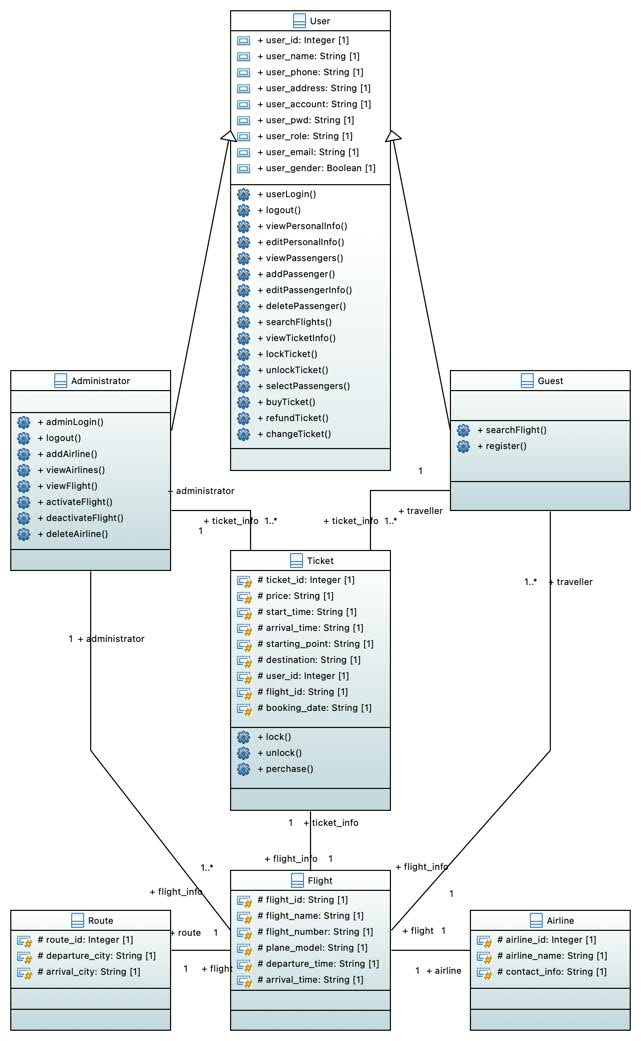 User
+ user_id: Integer [1]
+ user_name: String [1]
+ user_phone: String [1]
+ user_address: String [1]
+ user_account: String [1]
+ user_pwd: String [1]
+ user_role: String [1]
+ user_email: String [1]
+ user_gender: Boolean [1]
+ userLogin()
+ logout()
+ viewPersonalInfo()
+ editPersonalInfo()
+ viewPassengers()
+ addPassenger()
+ editPassengerInfo()
+ deletePassenger()
+ searchFlights()
+ viewTicketInfo()
+ lockTicket()
+ unlockTicket()
+ selectPassengers()
+ buyTicket()
+ refundTicket()
+ changeTicket()
Administrator
+ adminLogin()
+ logout()
+ addAirline()
+ viewAirlines()
+ viewFlight()
+ activateFlight()
+ deactivateFlight()
+ deleteAirline()
Guest
+ searchFlight()
+ register()
1
+ administrator
+ traveller
+ ticket_info 1..*
1
+ ticket_info 1..*
Ticket
# ticket_id: Integer [1]
# price: String [1]
# start_time: String [1]
# arrival_time: String [1]
# starting_point: String [1]
# destination: String [1]
# user_id: Integer [1]
# flight_id: String [1]
# booking_date: String [1]
+ lock()
+ unlock()
+ perchase()
1..* + traveller
1 + administrator
1 + ticket_info
+ flight_info 1
1..*
+ flight_info
+ flight_info
1
Flight
# flight_id: String [1]
# flight_name: String [1]
# flight_number: String [1]
# plane_model: String [1]
# departure_time: String [1]
# arrival_time: String [1]
Route
# route_id: Integer [1]
# departure_city: String [1]
# arrival_city: String [1]
+ route 1
1 + flight
+ flight 1
1 + airline
Airline
# airline_id: Integer [1]
# airline_name: String [1]
# contact_info: String [1]